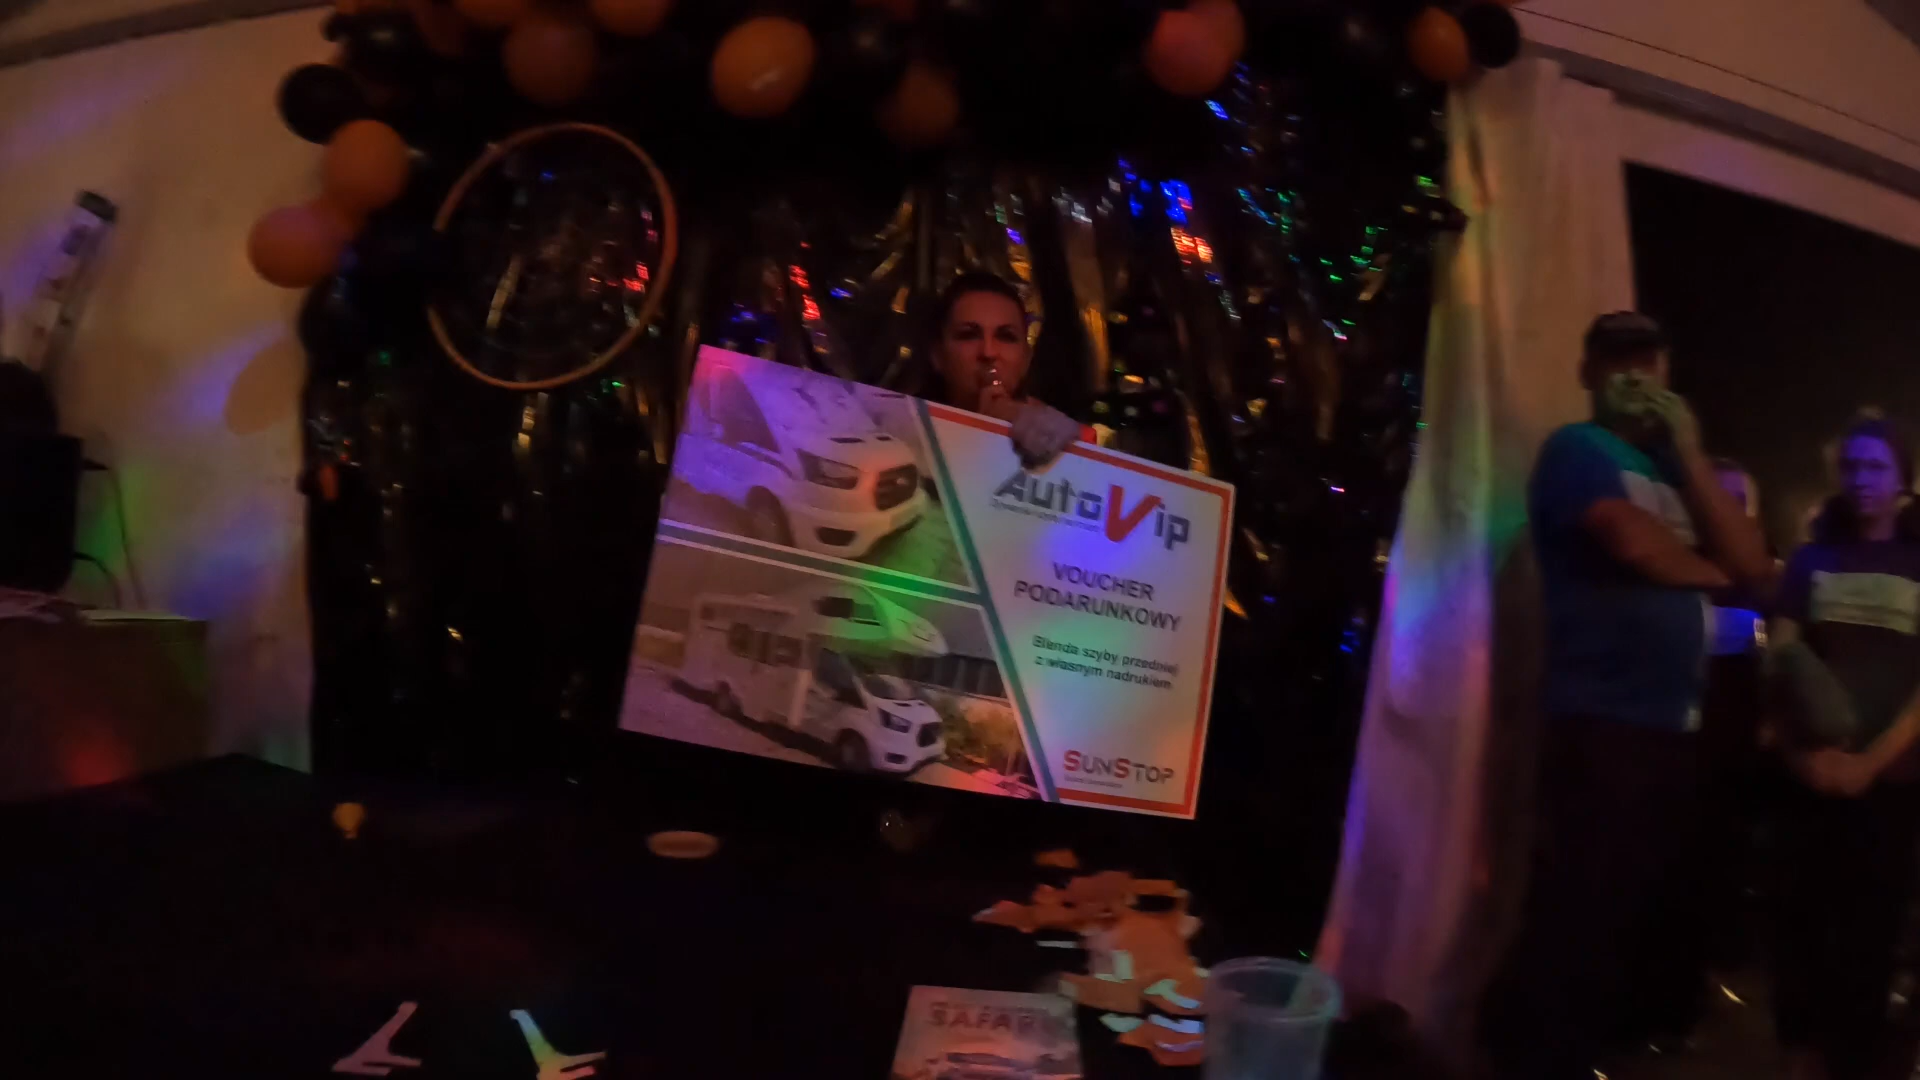 AutoVip
VOUCHER
PODARUNKOWY
Blenda szyby przedniej
z własnym nadrukiem
SUNSTOP
SAFARI